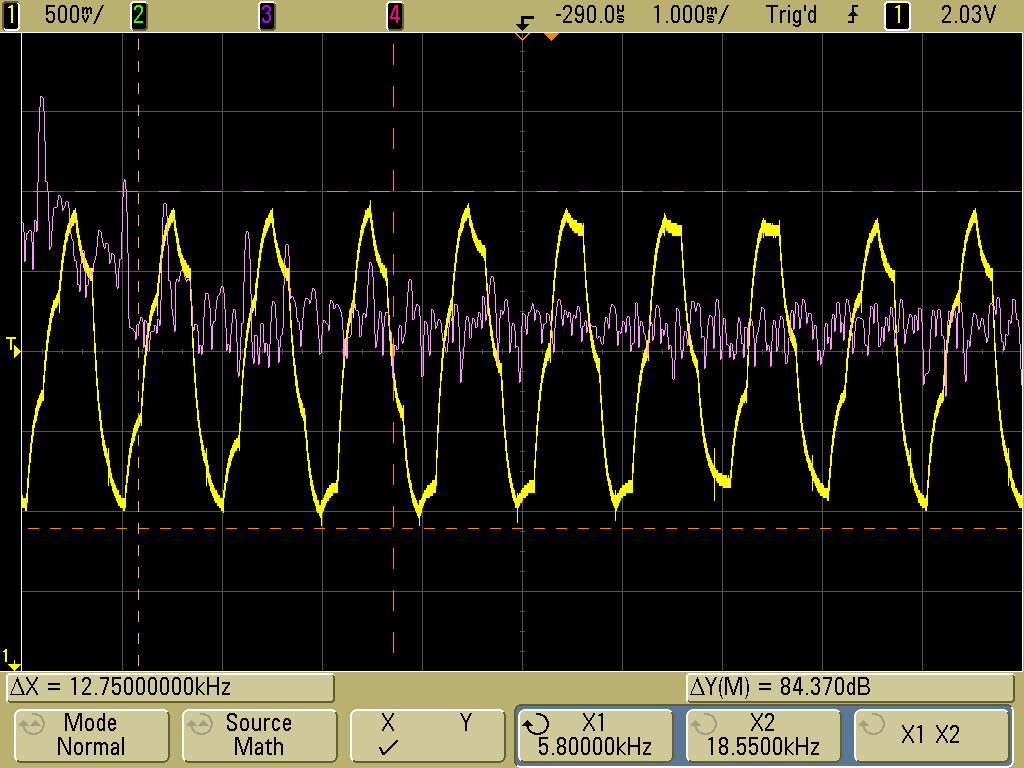 1 500mV/ 2 3 4 -290.0us 1.000ms/ Trig'd 1 2.03V
T
1
ΔX = 12.75000000kHz ΔY(M) = 84.370dB
Mode Source X Y X1 X2 X1 X2
Normal Math ✓ 5.80000kHz 18.5500kHz